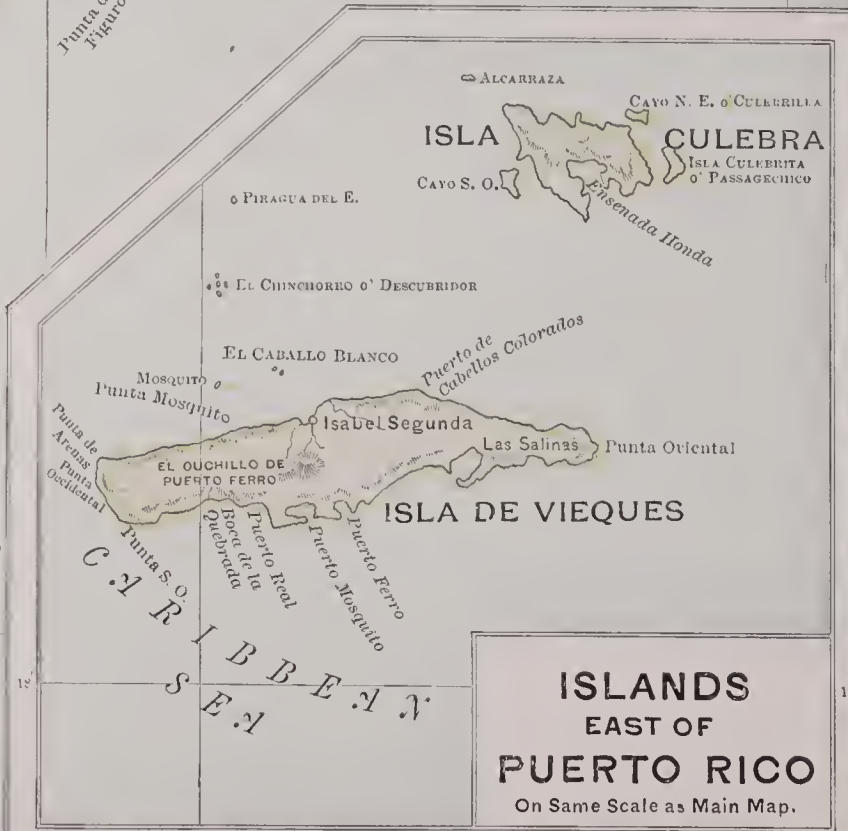 Punta
Figuro
ALCARRAZA
CAYO N. E. o' CULEBRILLA
ISLA CULEBRA
ISLA CULEBRITA
o' PASSAGECHICO
CAYO S. O.
Ensenada Honda
PIRAGUA DEL E.
EL CHINCHORRO O' DESCUBRIDOR
EL CABALLO BLANCO
Puerto de
Cabellos Colorados
MOSQUITO
Punta Mosquito
Isabel Segunda
Las Salinas
Punta Oriental
Punta de
Arenas
Punta
Occidental
EL OUCHILLO DE
PUERTO FERRO
ISLA DE VIEQUES
Punta S. O.
Boca de la
Quebrada
Puerto Real
Puerto Mosquito
Puerto Ferro
CARIBBEAN
SEA
18'
ISLANDS
EAST OF
PUERTO RICO
On Same Scale as Main Map.